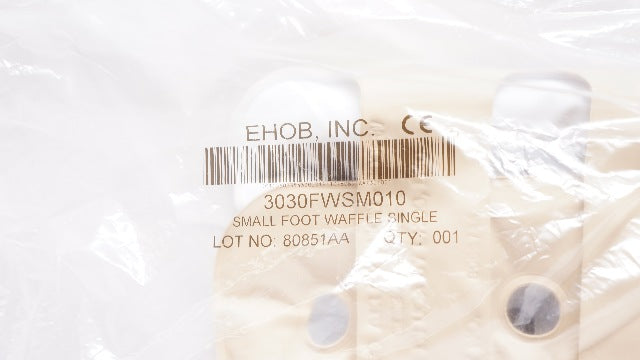 EHOB, INC. CE
3030FWSM010
SMALL FOOT WAFFLE SINGLE
LOT NO: 80851AA QTY: 001